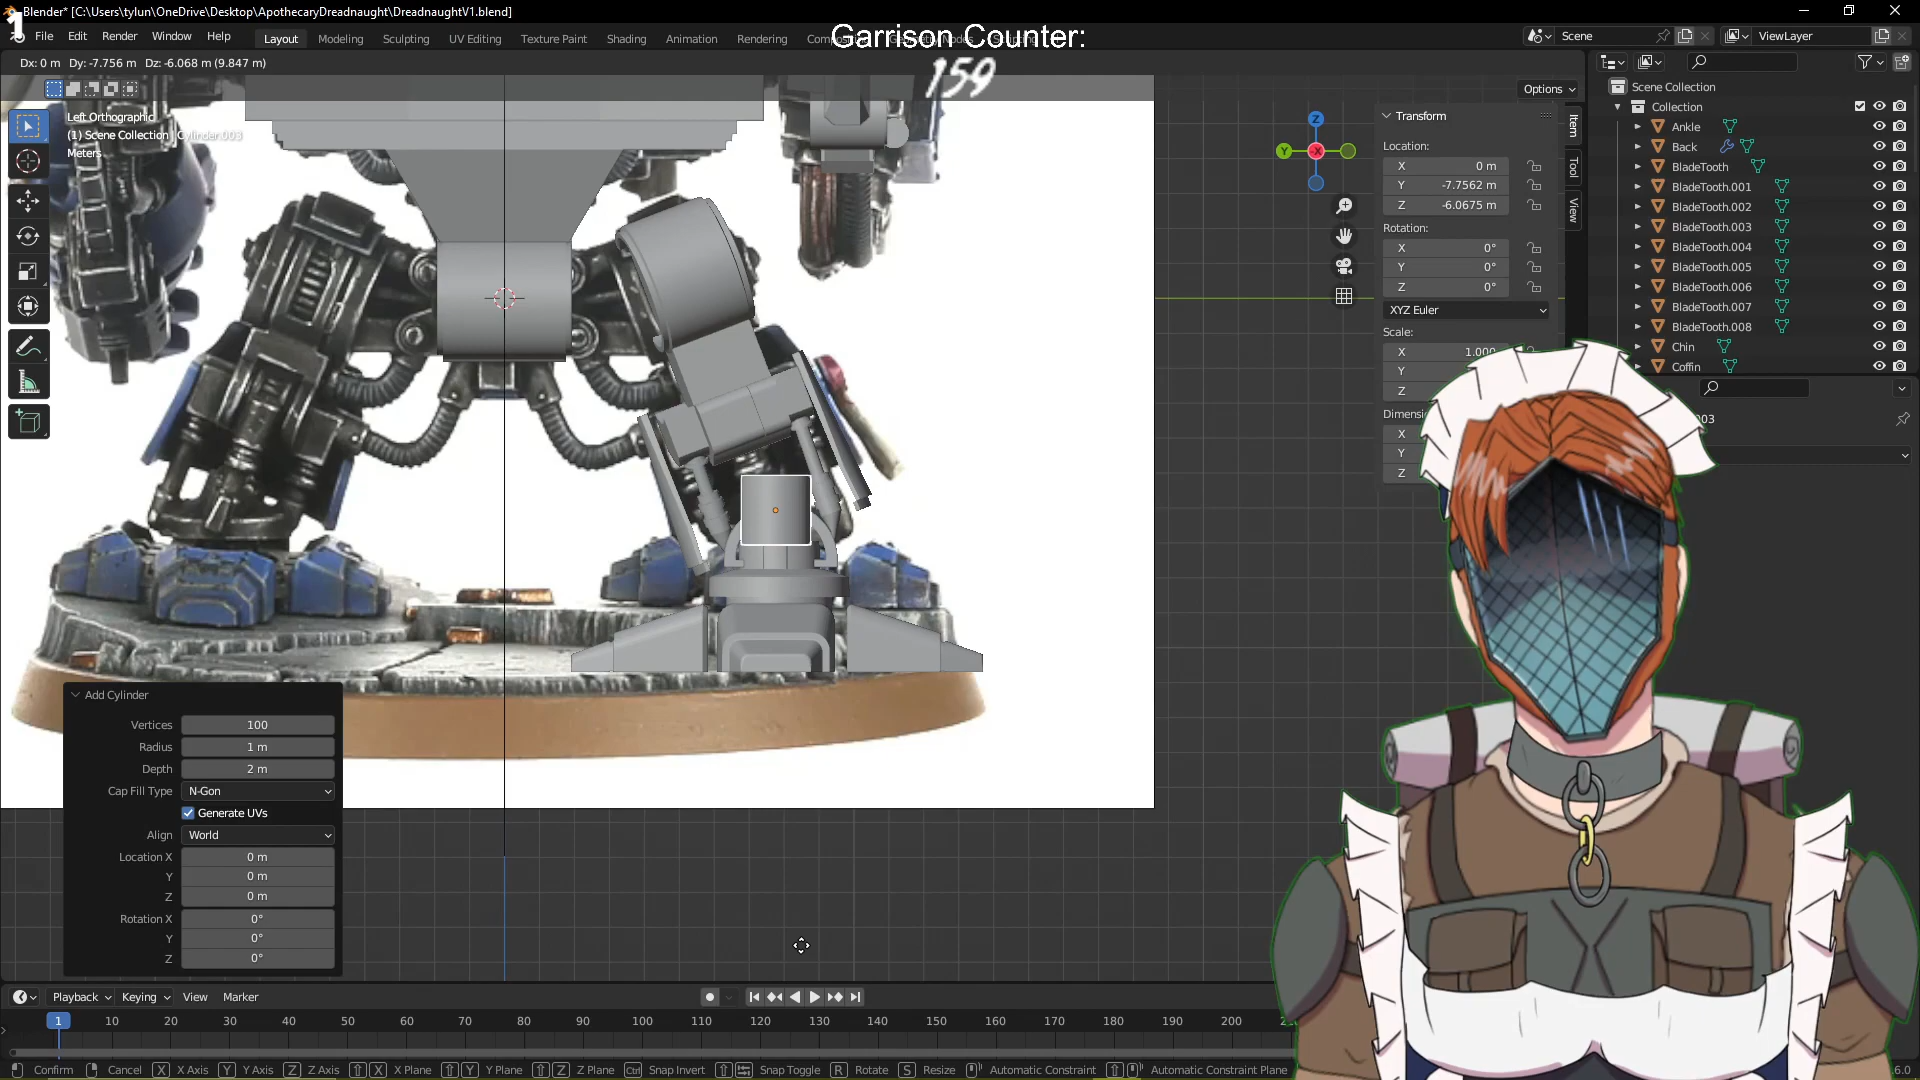 Blender* [C:\Users\tylun\OneDrive\Desktop\ApothecaryDreadnaught\DreadnaughtV1.blend]
1
File Edit Render Window Help Layout Modeling Sculpting UV Editing Texture Paint Shading Animation Rendering Scene ViewLayer
Garrison Counter:
159
Dx: 0 m Dy: -7.756 m Dz: -6.068 m (9.847 m)
Options
Left Orthographic
(1) Scene Collection | Cylinder.003
Meters
Z
Y
X
Item
Tool
View
Transform
Location:
X 0 m
Y -7.7562 m
Z -6.0675 m
Rotation:
X 0°
Y 0°
Z 0°
XYZ Euler
Scale:
X 1.000
Y
Z
X
Y
Z
Scene Collection
Collection
Ankle
Back
BladeTooth
BladeTooth.001
BladeTooth.002
BladeTooth.003
BladeTooth.004
BladeTooth.005
BladeTooth.006
BladeTooth.007
BladeTooth.008
Chin
Coffin
003
Add Cylinder
Vertices 100
Radius 1 m
Depth 2 m
Cap Fill Type N-Gon
Generate UVs
Align World
Location X 0 m
Y 0 m
Z 0 m
Rotation X 0°
Y 0°
Z 0°
Playback Keying View Marker
1 10 20 30 40 50 60 70 80 90 100 110 120 130 140 150 160 170 180 190 200
Confirm Cancel X X Axis Y Y Axis Z Z Axis X X Plane Y Y Plane Z Z Plane Ctrl Snap Invert Snap Toggle R Rotate S Resize Automatic Constraint Automatic Constraint Plane